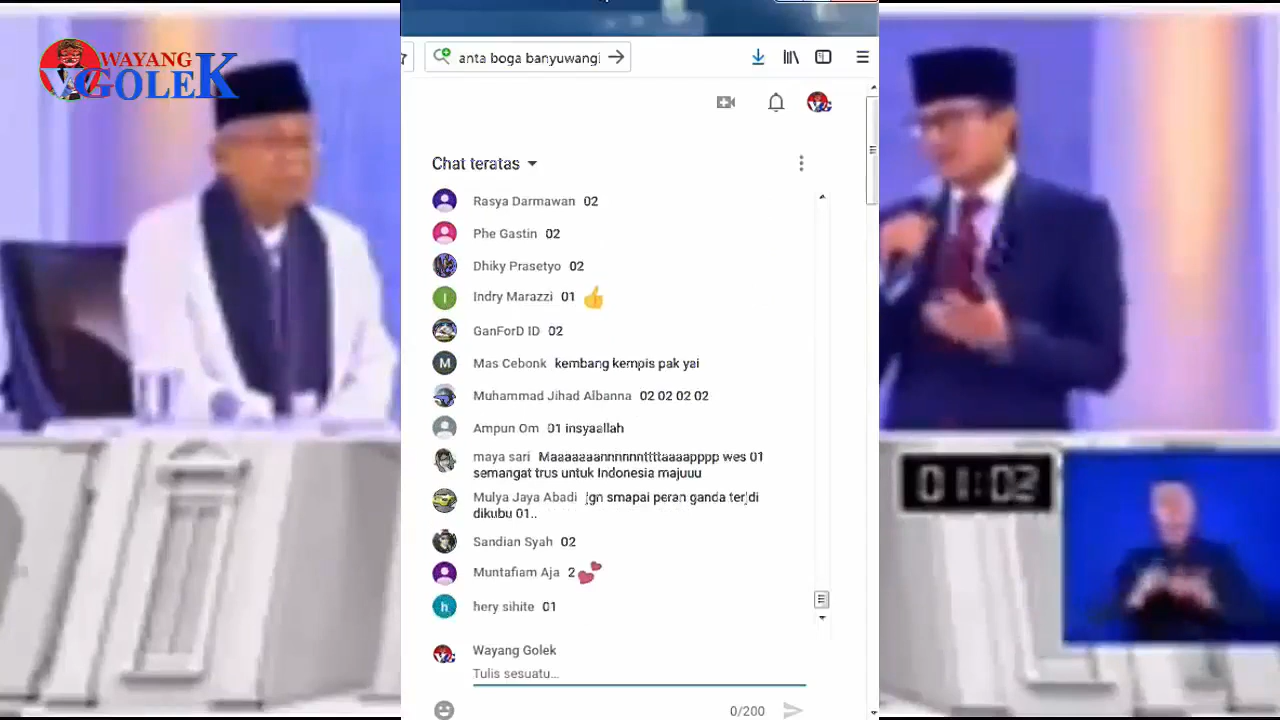 WAYANG
GOLEK
anta boga banyuwangi
Chat teratas
Rasya Darmawan 02
Phe Gastin 02
Dhiky Prasetyo 02
I
Indry Marazzi 01 👍
GanForD ID 02
M
Mas Cebonk kembang kempis pak yai
Muhammad Jihad Albanna 02 02 02 02
Ampun Om 01 insyaallah
maya sari Maaaaaaannnnnnttttaaaapppp wes 01
semangat trus untuk Indonesia majuuu
Mulya Jaya Abadi jgn smapai peran ganda terjdi
dikubu 01..
Sandian Syah 02
Muntafiam Aja 2 💕
h
hery sihite 01
Wayang Golek
Tulis sesuatu...
0/200
01:02